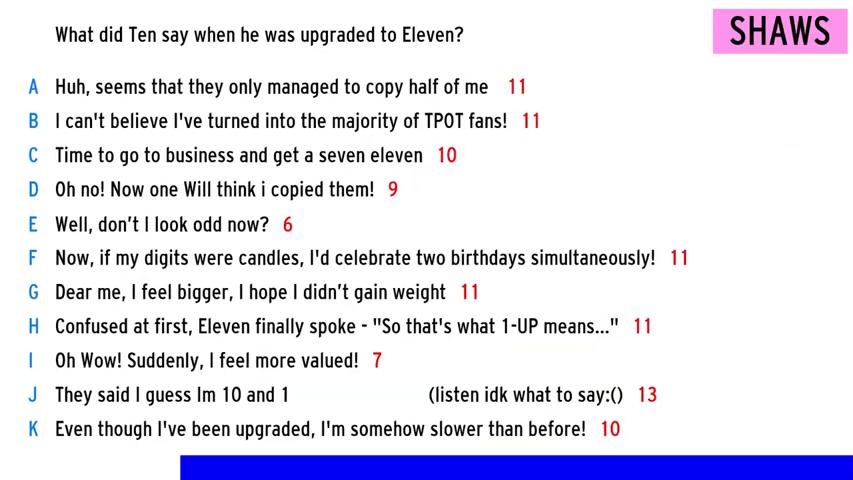 What did Ten say when he was upgraded to Eleven?
SHAWS
A Huh, seems that they only managed to copy half of me 11
B I can't believe I've turned into the majority of TPOT fans! 11
C Time to go to business and get a seven eleven 10
D Oh no! Now one Will think i copied them! 9
E Well, don't I look odd now? 6
F Now, if my digits were candles, I'd celebrate two birthdays simultaneously! 11
G Dear me, I feel bigger, I hope I didn't gain weight 11
H Confused at first, Eleven finally spoke - "So that's what 1-UP means..." 11
I Oh Wow! Suddenly, I feel more valued! 7
J They said I guess Im 10 and 1 (listen idk what to say:() 13
K Even though I've been upgraded, I'm somehow slower than before! 10